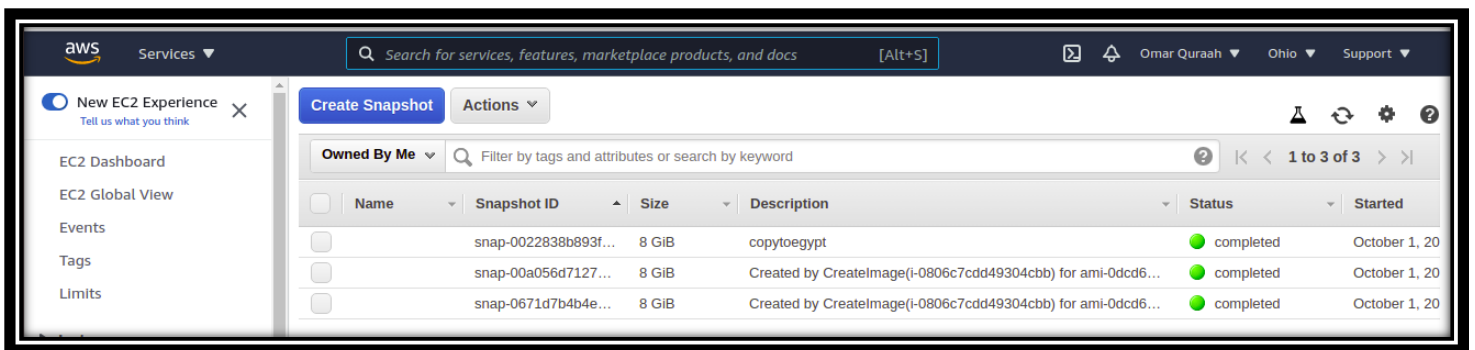 aws Services Search for services, features, marketplace products, and docs [Alt+S] Omar Quraah Ohio Support
New EC2 Experience
Tell us what you think
Create Snapshot Actions
Owned By Me Filter by tags and attributes or search by keyword 1 to 3 of 3
EC2 Dashboard
EC2 Global View
Events
Tags
Limits
Name Snapshot ID Size Description Status Started
snap-0022838b893f... 8 GiB copytoegypt completed October 1, 20
snap-00a056d7127... 8 GiB Created by CreateImage(i-0806c7cdd49304cbb) for ami-0dcd6... completed October 1, 20
snap-0671d7b4b4e... 8 GiB Created by CreateImage(i-0806c7cdd49304cbb) for ami-0dcd6... completed October 1, 20